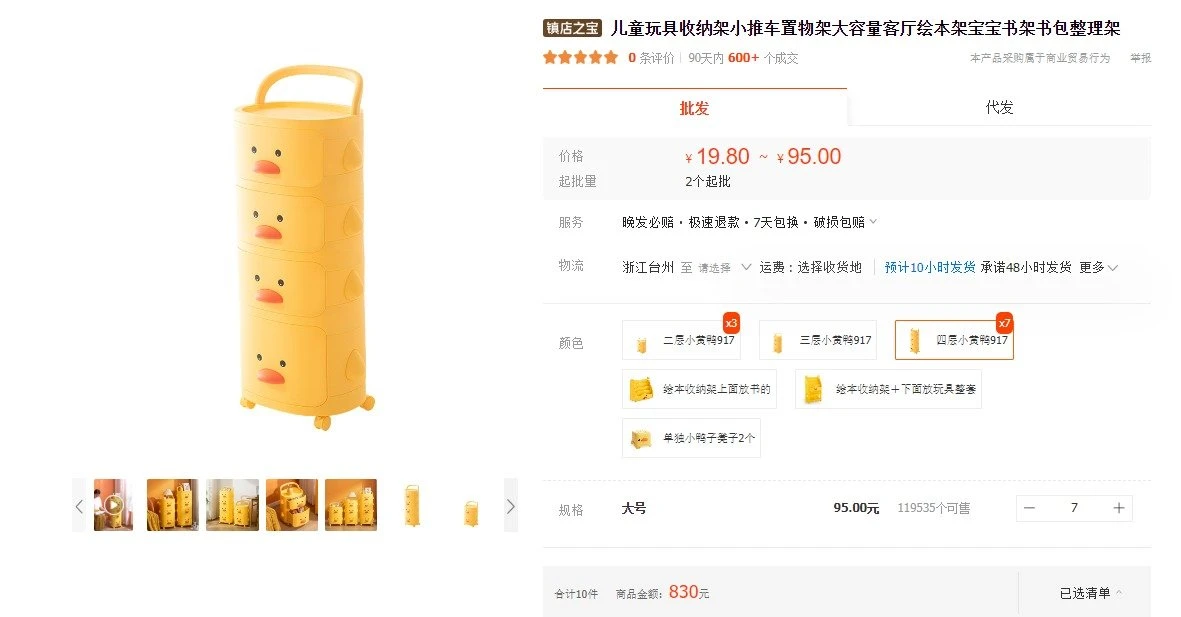 镇店之宝 儿童玩具收纳架小推车置物架大容量客厅绘本架宝宝书架书包整理架
0 条评价 90天内 600+ 个成交 本产品采购属于商业贸易行为 举报
批发 代发
价格 ¥ 19.80 ~ ¥ 95.00
起批量 2个起批
服务 晚发必赔·极速退款·7天包换·破损包赔
物流 浙江台州 至 请选择 运费：选择收货地 预计10小时发货 承诺48小时发货 更多
x3 x7
颜色 二层小黄鸭917 三层小黄鸭917 四层小黄鸭917
绘本收纳架上面放书的 绘本收纳架+下面放玩具整套
单独小鸭子凳子2个
规格 大号 95.00元 119535个可售 − 7 +
合计10件 商品金额：830元 已选清单